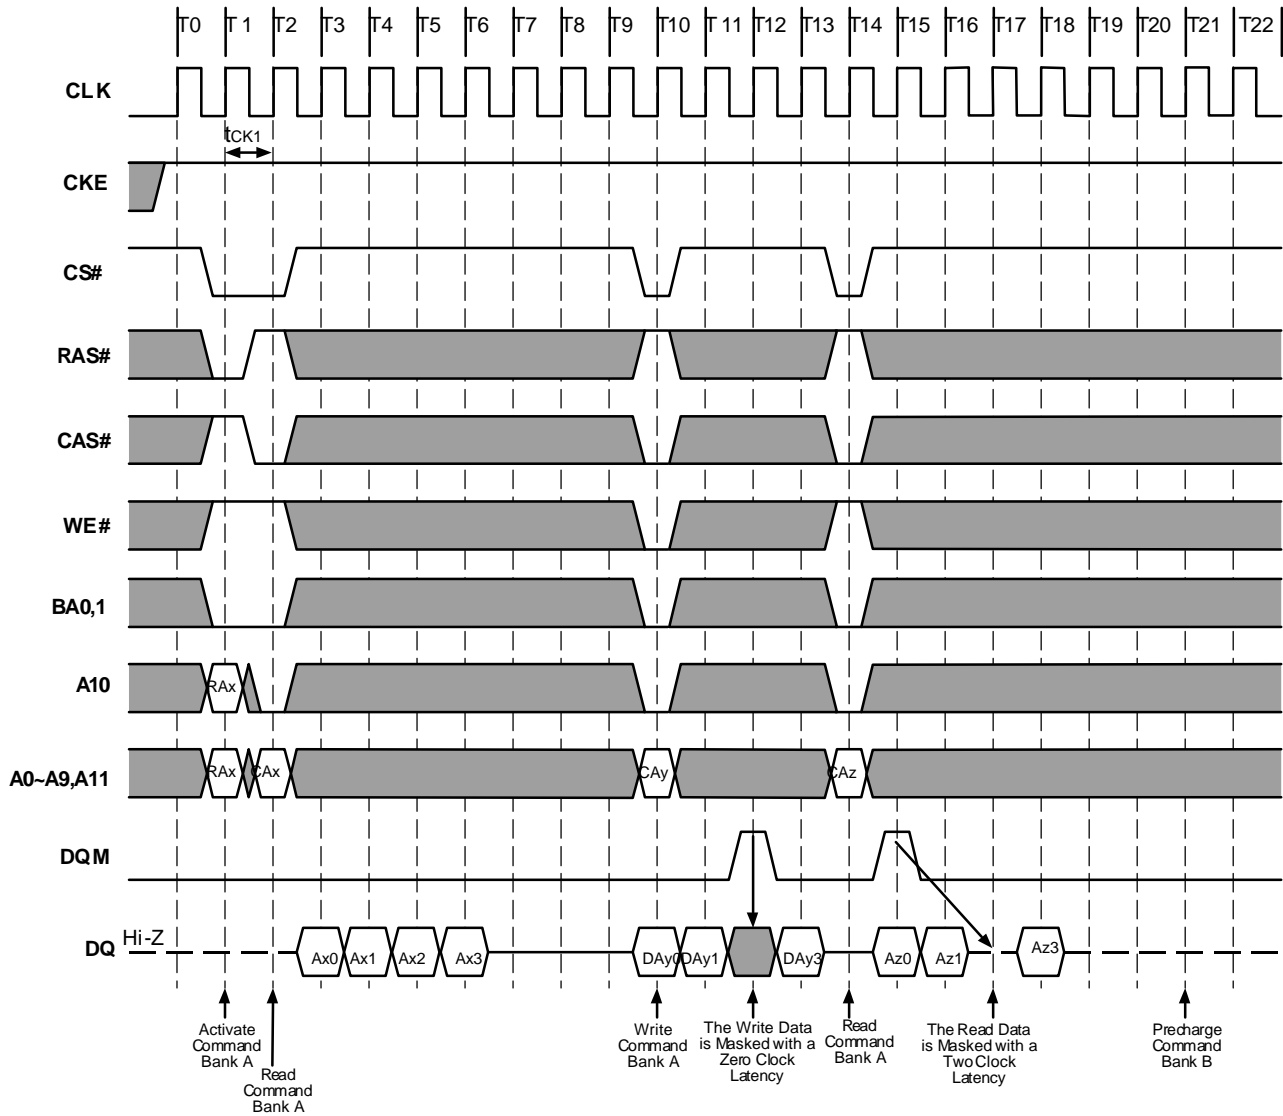 T0 T1 T2 T3 T4 T5 T6 T7 T8 T9 T10 T11 T12 T13 T14 T15 T16 T17 T18 T19 T20 T21 T22
CLK
tCK1
CKE
CS#
RAS#
CAS#
WE#
BA0,1
A10
RAx
A0~A9,A11
RAx CAx CAy CAz
DQM
DQ Hi-Z
Ax0 Ax1 Ax2 Ax3 DAy0 DAy1 DAy3 Az0 Az1 Az3
Activate
Command
Bank A
Read
Command
Bank A
Write
Command
Bank A
The Write Data
is Masked with a
Zero Clock
Latency
Read
Command
Bank A
The Read Data
is Masked with a
Two Clock
Latency
Precharge
Command
Bank B